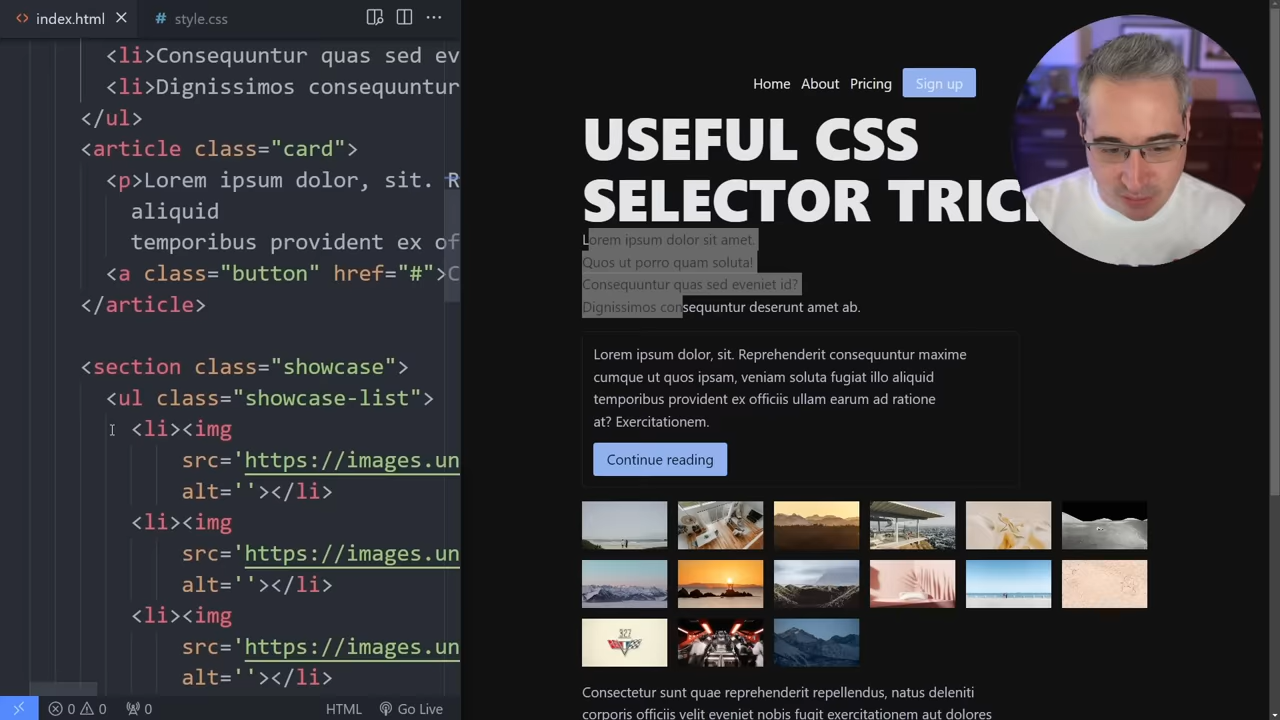 index.html
style.css
<li>Consequuntur quas sed ev
<li>Dignissimos consequuntur
</ul>
<article class="card">
<p>Lorem ipsum dolor, sit. R
aliquid
temporibus provident ex of
<a class="button" href="#">C
</article>
<section class="showcase">
<ul class="showcase-list">
<li><img
src='https://images.un
alt=''></li>
<li><img
src='https://images.un
alt=''></li>
<li><img
src='https://images.un
alt=''></li>
0 0 0 HTML Go Live
Home About Pricing Sign up
USEFUL CSS
SELECTOR TRIC
Lorem ipsum dolor sit amet.
Quos ut porro quam soluta!
Consequuntur quas sed eveniet id?
Dignissimos consequuntur deserunt amet ab.
Lorem ipsum dolor, sit. Reprehenderit consequuntur maxime
cumque ut quos ipsam, veniam soluta fugiat illo aliquid
temporibus provident ex officiis ullam earum ad ratione
at? Exercitationem.
Continue reading
327
Consectetur sunt quae reprehenderit repellendus, natus deleniti
corporis officiis velit eveniet nobis fugit exercitationem aut dolores